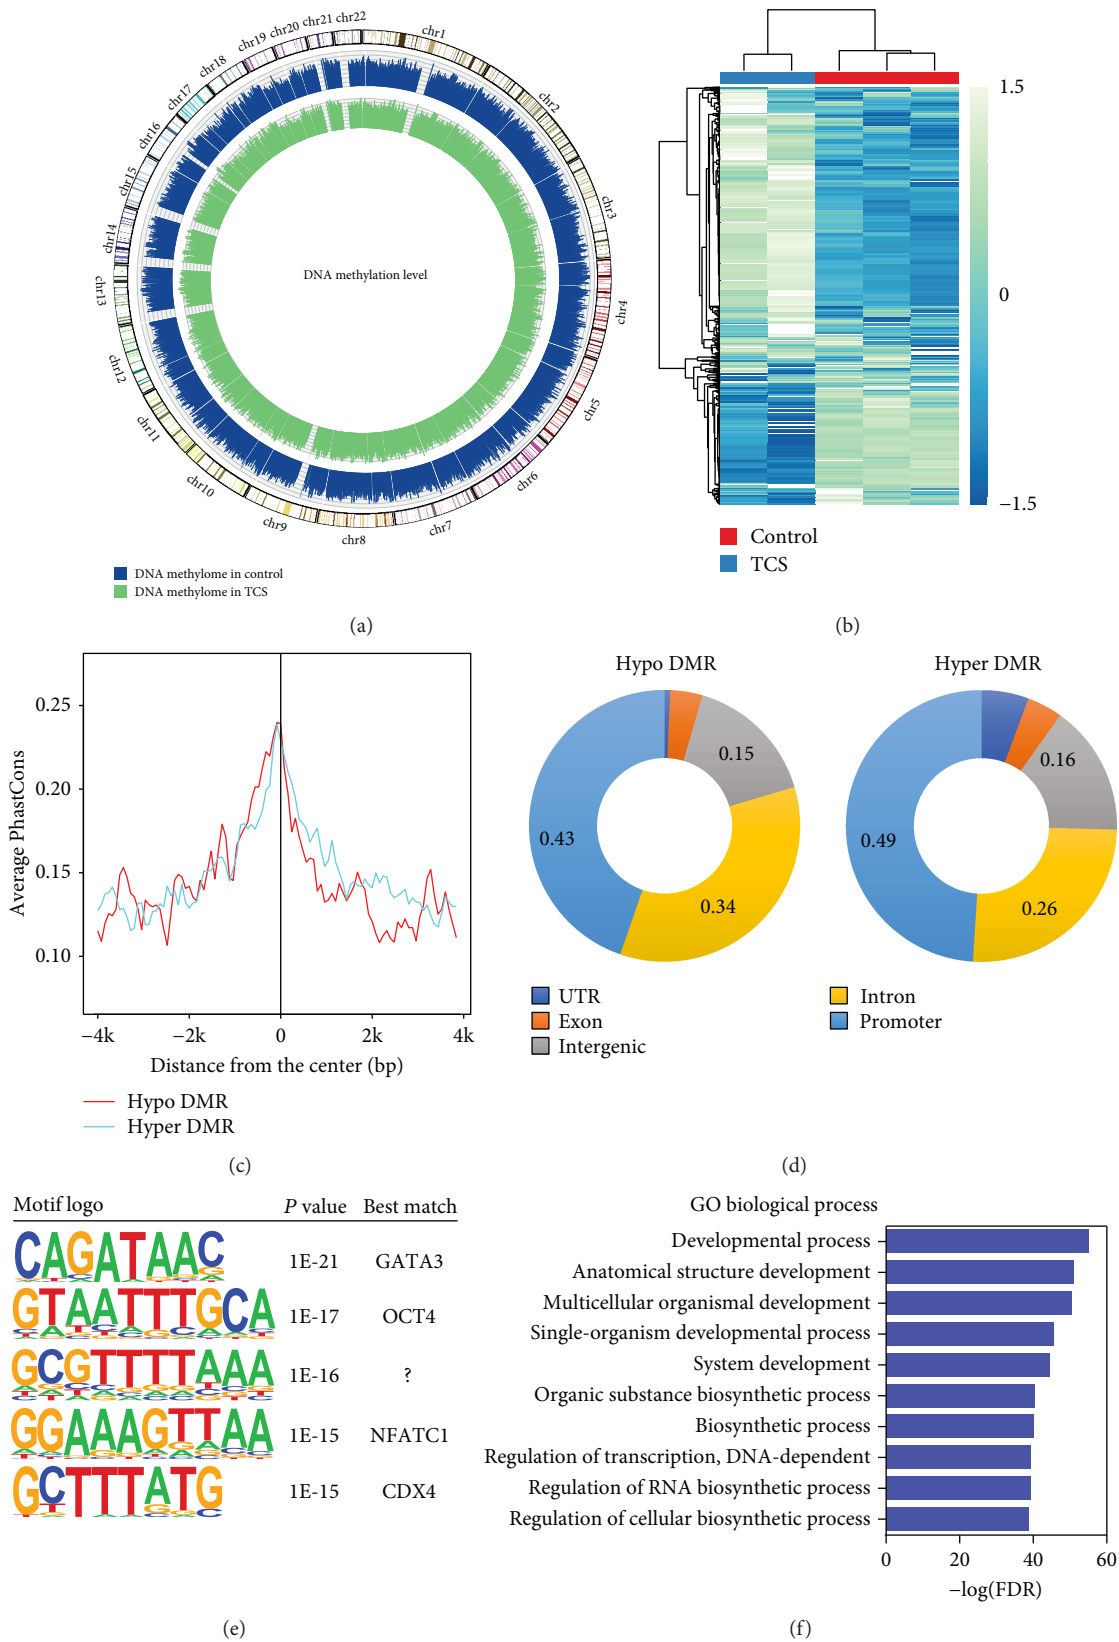 chr1
chr2
chr3
chr4
chr5
chr6
chr7
chr8
chr9
chr10
chr11
chr12
chr13
chr14
chr15
chr16
chr17
chr18
chr19
chr20
chr21
chr22
DNA methylation level
DNA methylome in control
DNA methylome in TCS
(a)
1.5
0
−1.5
Control
TCS
(b)
Average PhastCons
0.25
0.20
0.15
0.10
−4k −2k 0 2k 4k
Distance from the center (bp)
Hypo DMR
Hyper DMR
(c)
Hypo DMR
0.15
0.43
0.34
Hyper DMR
0.16
0.49
0.26
UTR
Exon
Intergenic
Intron
Promoter
(d)
Motif logo P value Best match
CAGATAAC 1E-21 GATA3
GTAATTTGCA 1E-17 OCT4
GCGTTTTAAA 1E-16 ?
GGAAAGTTAA 1E-15 NFATC1
GCTTTATG 1E-15 CDX4
(e)
GO biological process
Developmental process
Anatomical structure development
Multicellular organismal development
Single-organism developmental process
System development
Organic substance biosynthetic process
Biosynthetic process
Regulation of transcription, DNA-dependent
Regulation of RNA biosynthetic process
Regulation of cellular biosynthetic process
0 20 40 60
−log(FDR)
(f)